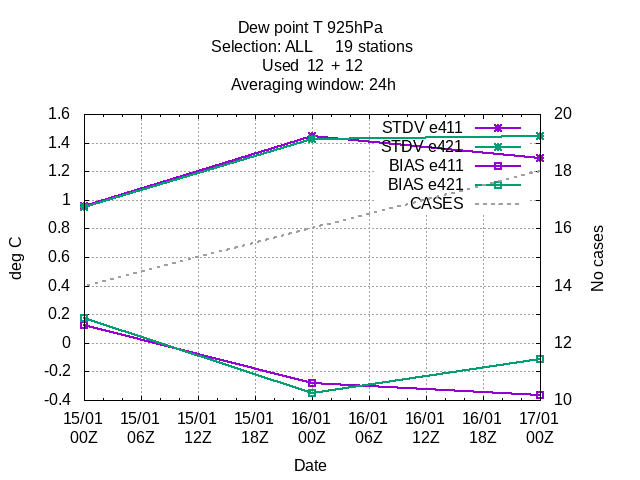 Dew point T 925hPa
Selection: ALL     19 stations
Used  12  + 12
Averaging window: 24h
1.6
1.4
1.2
1
0.8
0.6
0.4
0.2
0
-0.2
-0.4
deg C
20
18
16
14
12
10
No cases
STDV e411
STDV e421
BIAS e411
BIAS e421
CASES
15/01 15/01 15/01 15/01 16/01 16/01 16/01 16/01 17/01
00Z 06Z 12Z 18Z 00Z 06Z 12Z 18Z 00Z
Date